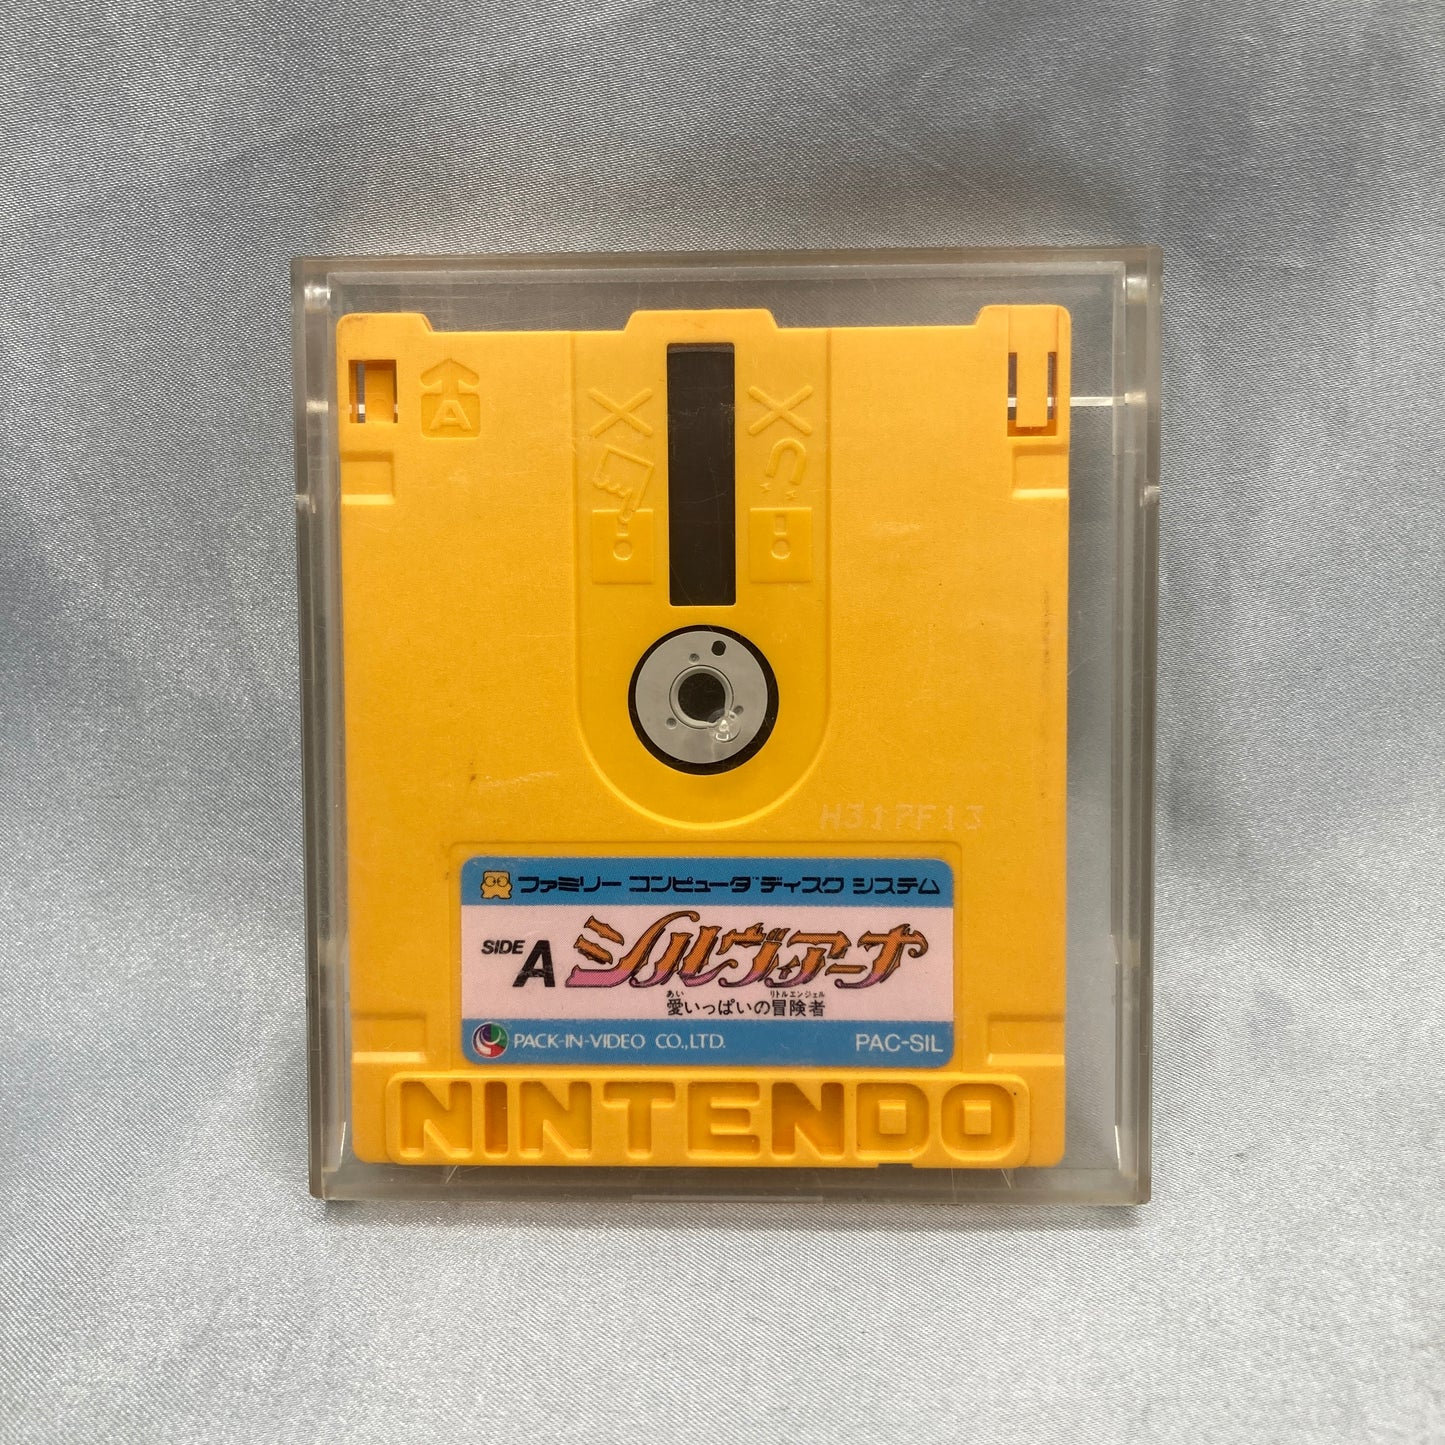 A
H317F13
ファミリー コンピュータ ディスク システム
SIDE A
シルヴァーナ
あい リトルエンジェル
愛いっぱいの冒険者
PACK-IN-VIDEO CO.,LTD. PAC-SIL
NINTENDO